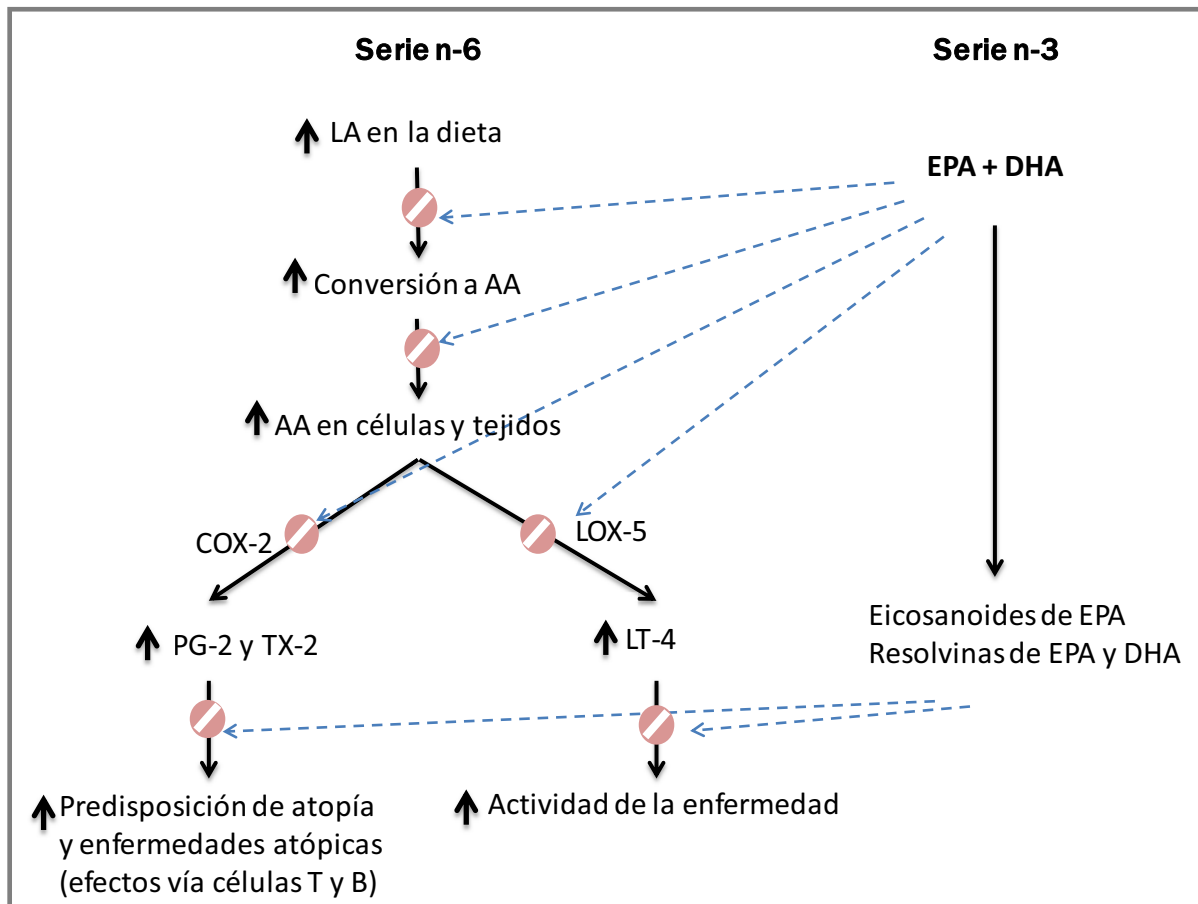 Serie n-6
Serie n-3
LA en la dieta
EPA + DHA
Conversión a AA
AA en células y tejidos
COX-2
LOX-5
PG-2 y TX-2
LT-4
Eicosanoides de EPA
Resolvinas de EPA y DHA
Predisposición de atopía
y enfermedades atópicas
(efectos vía células T y B)
Actividad de la enfermedad